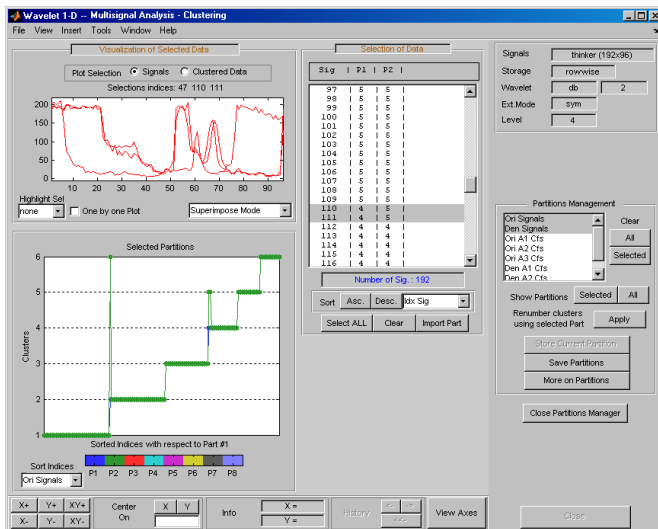 Wavelet 1-D -- Multisignal Analysis - Clustering
File View Insert Tools Window Help
Visualization of Selected Data
Plot Selection Signals Clustered Data
Selections indices: 47 110 111
200
150
100
50
0
10 20 30 40 50 60 70 80 90
Highlight Sel
none One by one Plot Superimpose Mode
Selected Partitions
6
5
4
3
2
1
Clusters
Sorted Indices with respect to Part #1
Sort Indices
Ori Signals
P1 P2 P3 P4 P5 P6 P7 P8
Selection of Data
Sig | P1 | P2 |
97 | 5 | 5 |
98 | 5 | 5 |
99 | 5 | 5 |
100 | 5 | 5 |
101 | 5 | 5 |
102 | 5 | 5 |
103 | 5 | 5 |
104 | 5 | 5 |
105 | 5 | 5 |
106 | 5 | 5 |
107 | 5 | 5 |
108 | 5 | 5 |
109 | 5 | 5 |
110 | 4 | 5 |
111 | 4 | 5 |
112 | 4 | 4 |
113 | 4 | 4 |
114 | 4 | 4 |
115 | 4 | 4 |
116 | 4 | 4 |
Number of Sig. : 192
Sort Asc. Desc. Idx Sig
Select ALL Clear Import Part
Signals thinker (192x96)
Storage rowwise
Wavelet db 2
Ext.Mode sym
Level 4
Partitions Management
Ori Signals
Den Signals
Ori A1 Cfs
Ori A2 Cfs
Ori A3 Cfs
Den A1 Cfs
Den A2 Cfs
Clear
All
Selected
Show Partitions Selected All
Renumber clusters
using selected Part
Apply
Store Current Partition
Save Partitions
More on Partitions
Close Partitions Manager
X+ Y+ XY+
X- Y- XY-
Center
On
X Y
Info
X =
Y =
History
<- ->
<<-
View Axes
Close